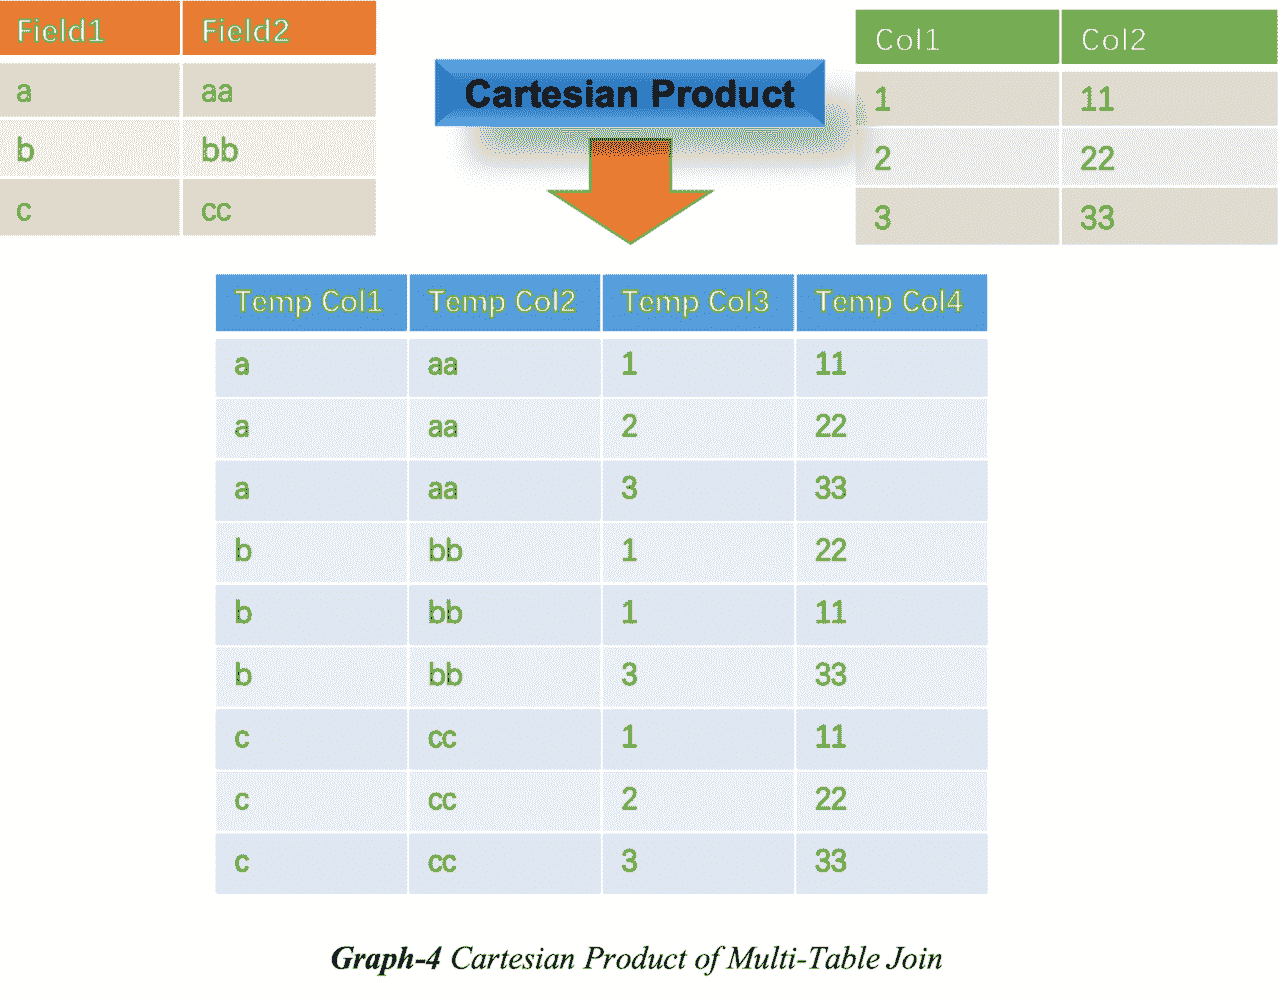 Field1 Field2
a aa
b bb
c cc
Cartesian Product
Col1 Col2
1 11
2 22
3 33
Temp Col1 Temp Col2 Temp Col3 Temp Col4
a aa 1 11
a aa 2 22
a aa 3 33
b bb 1 22
b bb 1 11
b bb 3 33
c cc 1 11
c cc 2 22
c cc 3 33
Graph-4 Cartesian Product of Multi-Table Join